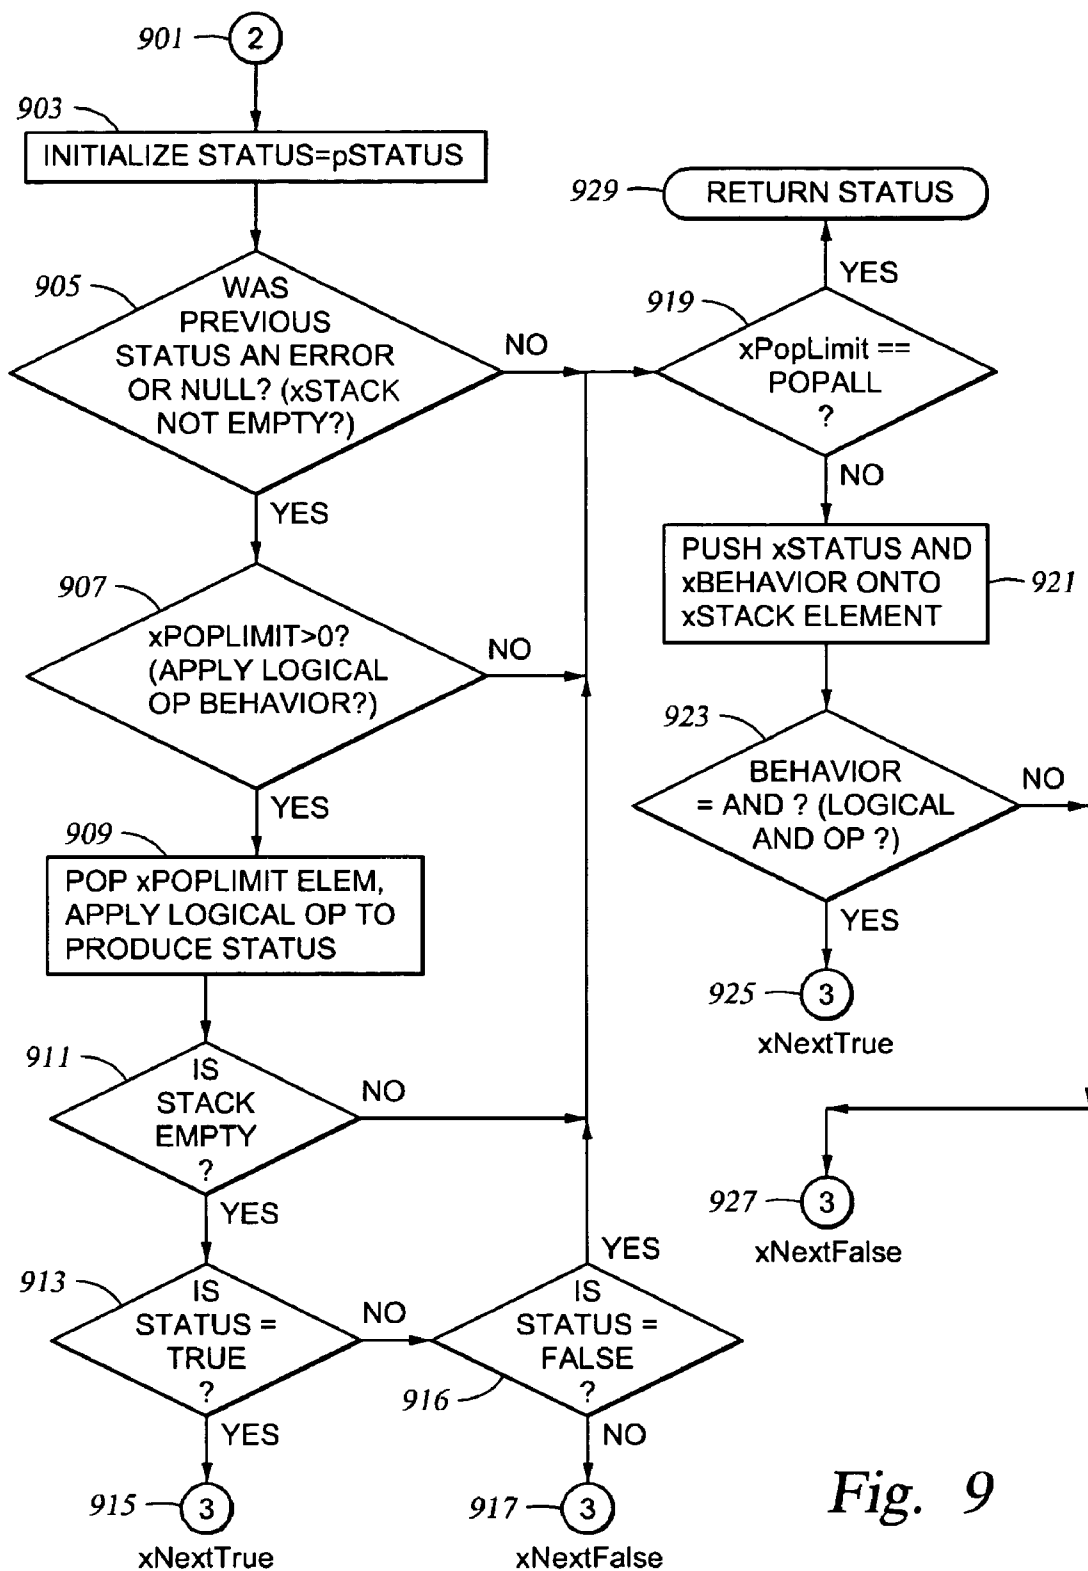 901
2
903
INITIALIZE STATUS=pSTATUS
905
WAS
PREVIOUS
STATUS AN ERROR
OR NULL? (xSTACK
NOT EMPTY?)
NO
YES
907
xPOPLIMIT>0?
(APPLY LOGICAL
OP BEHAVIOR?)
NO
YES
909
POP xPOPLIMIT ELEM,
APPLY LOGICAL OP TO
PRODUCE STATUS
911
IS
STACK
EMPTY
?
NO
YES
913
IS
STATUS =
TRUE
?
NO
YES
915
3
xNextTrue
916
IS
STATUS =
FALSE
?
YES
NO
917
3
xNextFalse
929
RETURN STATUS
YES
919
xPopLimit ==
POPALL
?
NO
PUSH xSTATUS AND
xBEHAVIOR ONTO
xSTACK ELEMENT
921
923
BEHAVIOR
= AND ? (LOGICAL
AND OP ?)
NO
YES
925
3
xNextTrue
927
3
xNextFalse
Fig. 9